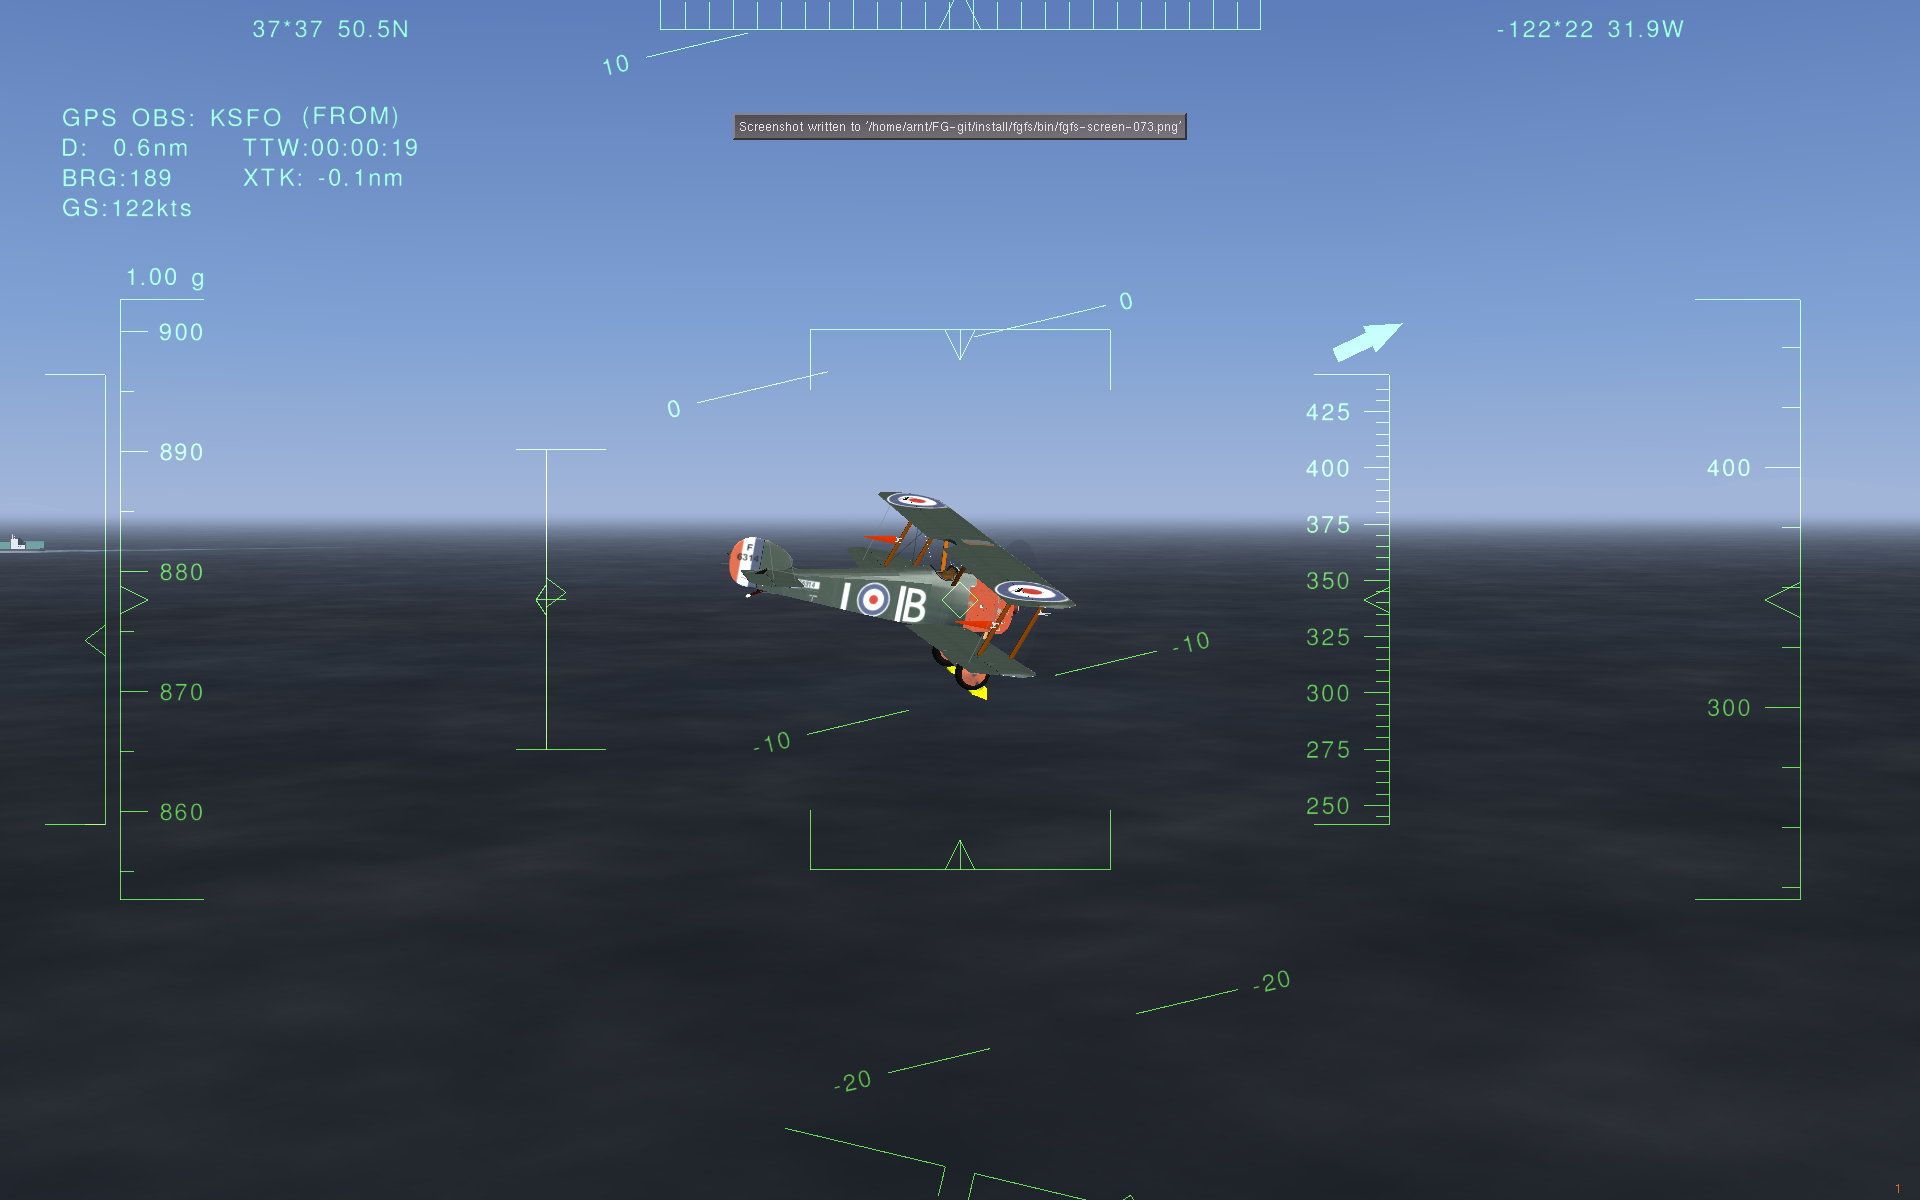 37*37 50.5N
-122*22 31.9W
10
GPS OBS: KSFO (FROM)
D: 0.6nm TTW:00:00:19
BRG:189 XTK: -0.1nm
GS:122kts
Screenshot written to '/home/arnt/FG-git/install/fgfs/bin/fgfs-screen-073.png'
1.00 g
900
890
880
870
860
0
0
-10
-10
-20
-20
F
6314
I B
425
400
375
350
325
300
275
250
400
300
1